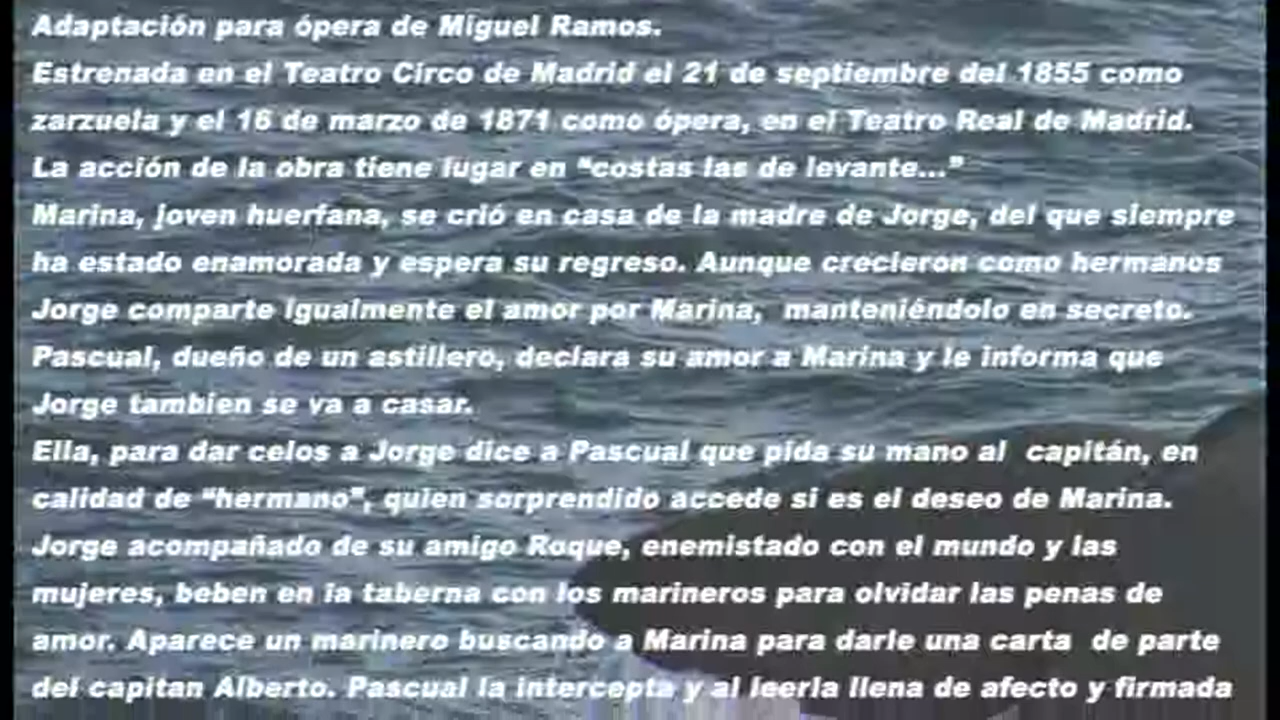 Adaptación para ópera de Miguel Ramos.
Estrenada en el Teatro Circo de Madrid el 21 de septiembre del 1855 como
zarzuela y el 16 de marzo de 1871 como ópera, en el Teatro Real de Madrid.
La acción de la obra tiene lugar en “costas las de levante...”
Marina, joven huerfana, se crió en casa de la madre de Jorge, del que siempre
ha estado enamorada y espera su regreso. Aunque crecieron como hermanos
Jorge comparte igualmente el amor por Marina,  manteniéndolo en secreto.
Pascual, dueño de un astillero, declara su amor a Marina y le informa que
Jorge tambien se va a casar.
Ella, para dar celos a Jorge dice a Pascual que pida su mano al  capitán, en
calidad de “hermano”, quien sorprendido accede si es el deseo de Marina.
Jorge acompañado de su amigo Roque, enemistado con el mundo y las
mujeres, beben en la taberna con los marineros para olvidar las penas de
amor. Aparece un marinero buscando a Marina para darle una carta  de parte
del capitan Alberto. Pascual la intercepta y al leerla llena de afecto y firmada